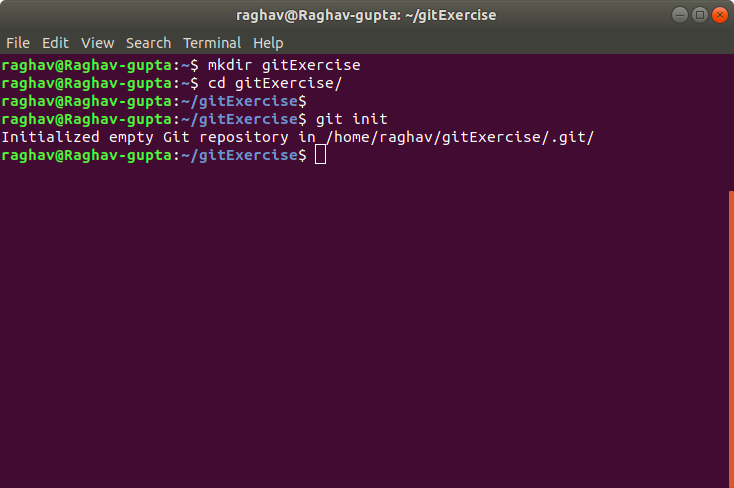 raghav@Raghav-gupta: ~/gitExercise
File Edit View Search Terminal Help
raghav@Raghav-gupta:~$ mkdir gitExercise
raghav@Raghav-gupta:~$ cd gitExercise/
raghav@Raghav-gupta:~/gitExercise$
raghav@Raghav-gupta:~/gitExercise$ git init
Initialized empty Git repository in /home/raghav/gitExercise/.git/
raghav@Raghav-gupta:~/gitExercise$